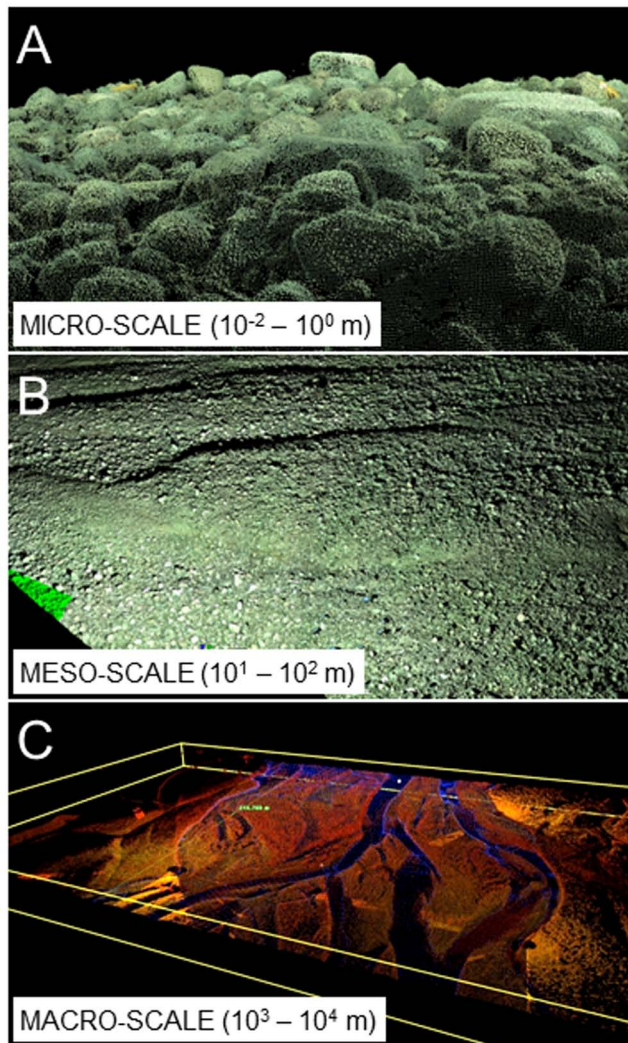 A
MICRO-SCALE (10⁻² – 10⁰ m)
B
MESO-SCALE (10¹ – 10² m)
C
MACRO-SCALE (10³ – 10⁴ m)